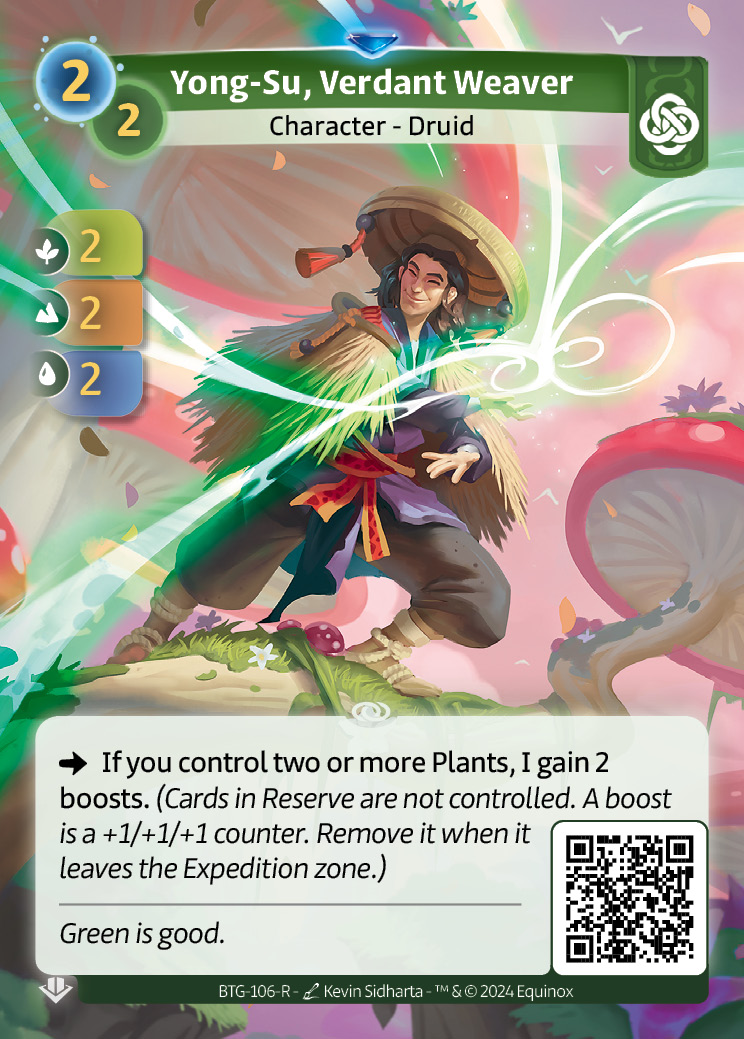 2
Yong-Su, Verdant Weaver
2
Character - Druid
2
2
2
If you control two or more Plants, I gain 2
boosts. (Cards in Reserve are not controlled. A boost
is a +1/+1/+1 counter. Remove it when it
leaves the Expedition zone.)
Green is good.
BTG-106-R - Kevin Sidharta - ™ & © 2024 Equinox